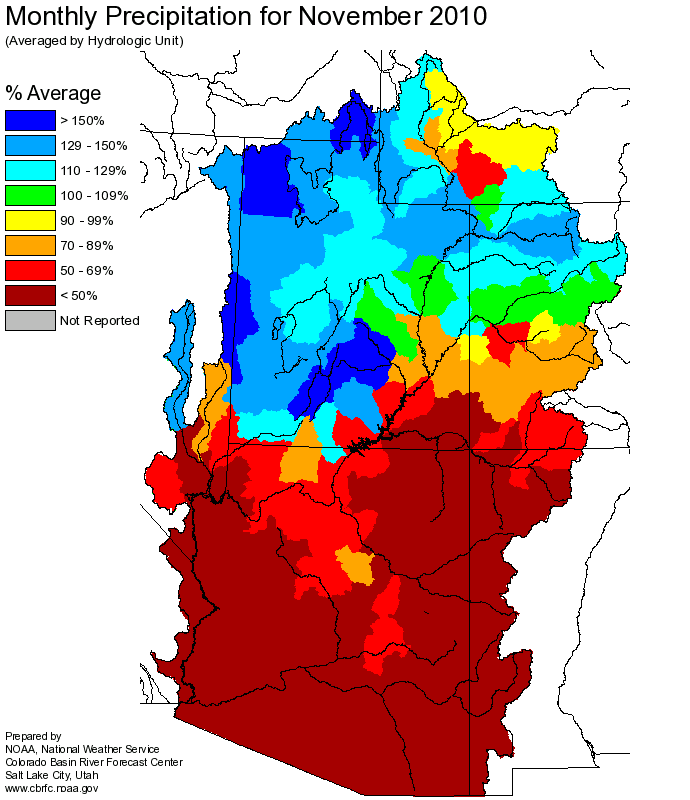 Monthly Precipitation for November 2010
(Averaged by Hydrologic Unit)
% Average
> 150%
129 - 150%
110 - 129%
100 - 109%
90 - 99%
70 - 89%
50 - 69%
< 50%
Not Reported
Prepared by
NOAA, National Weather Service
Colorado Basin River Forecast Center
Salt Lake City, Utah
www.cbrfc.noaa.gov